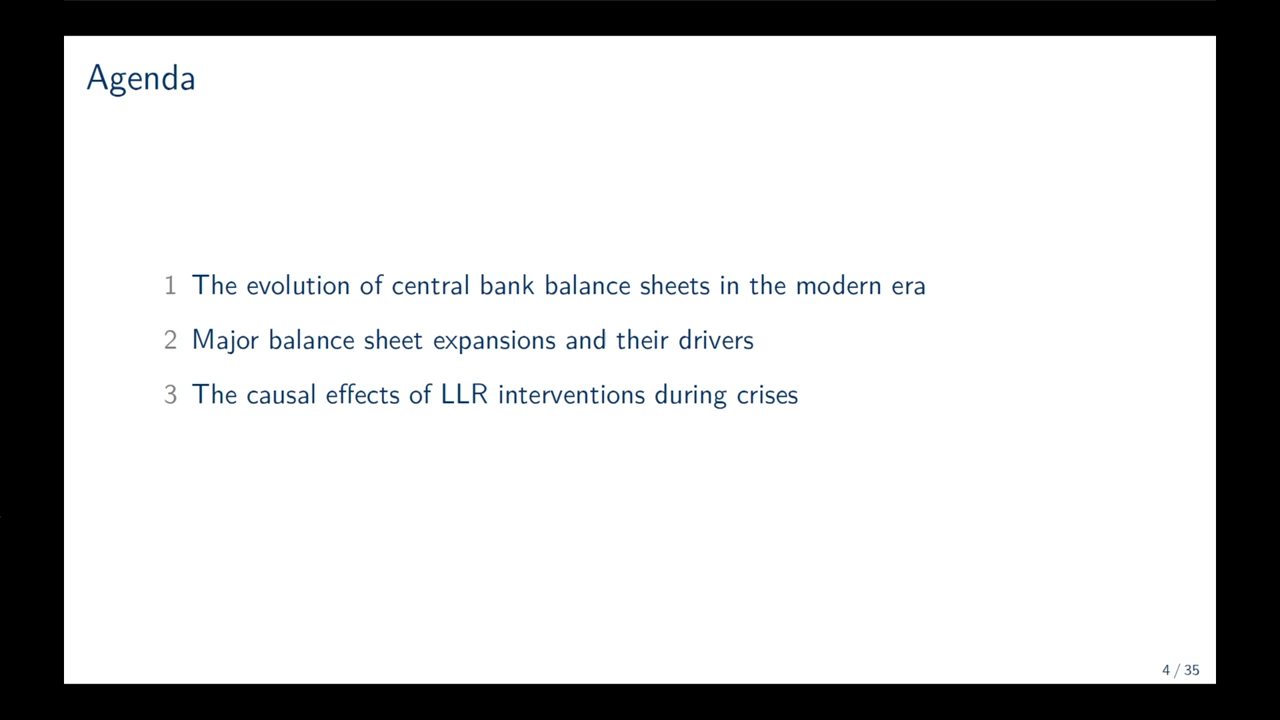 Agenda
1 The evolution of central bank balance sheets in the modern era
2 Major balance sheet expansions and their drivers
3 The causal effects of LLR interventions during crises
4 / 35